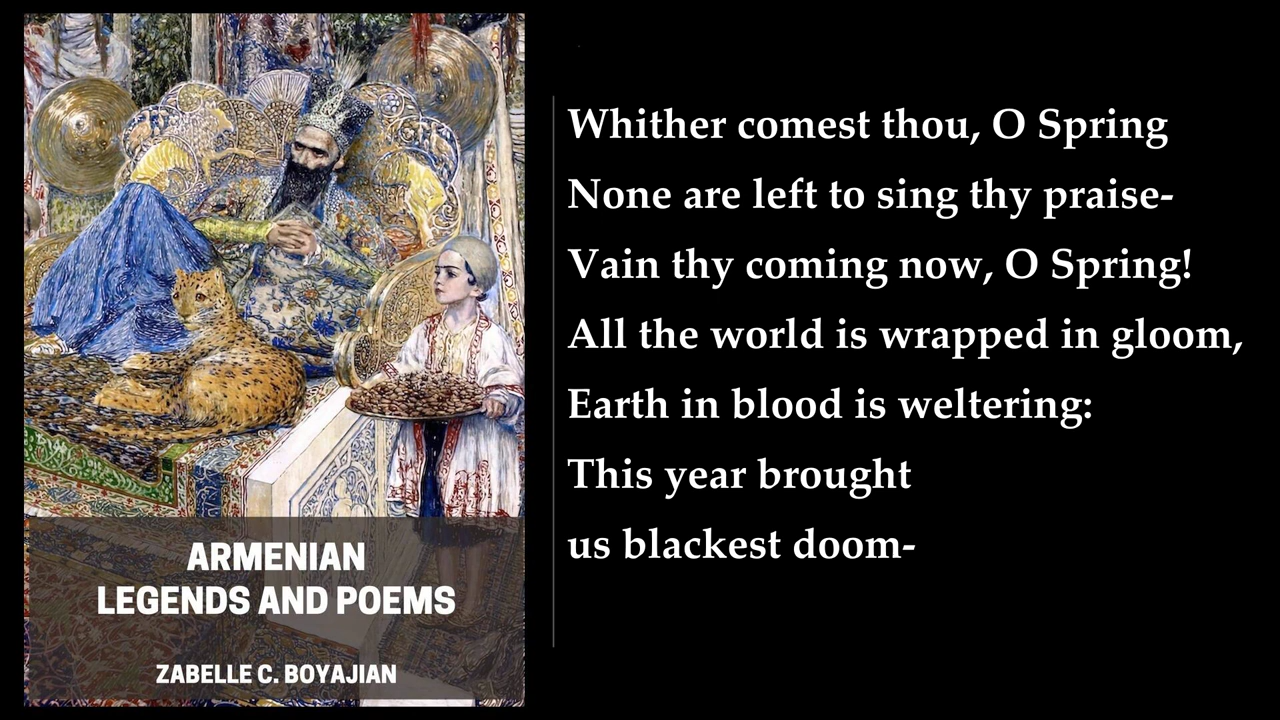 ARMENIAN
LEGENDS AND POEMS
ZABELLE C. BOYAJIAN
Whither comest thou, O Spring
None are left to sing thy praise-
Vain thy coming now, O Spring!
All the world is wrapped in gloom,
Earth in blood is weltering:
This year brought
us blackest doom-